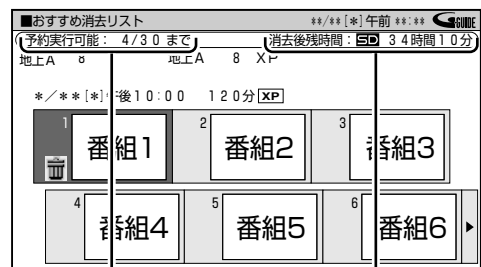 ■おすすめ消去リスト **/**[*]午前 **:** G GUIDE
予約実行可能： 4/30 まで 消去後残時間：SD 34時間10分
地上A 8 地上A 8 XP
*/**[*]午後10:00 120分 XP
1 番組1 2 番組2 3 番組3
4 番組4 5 番組5 6 番組6